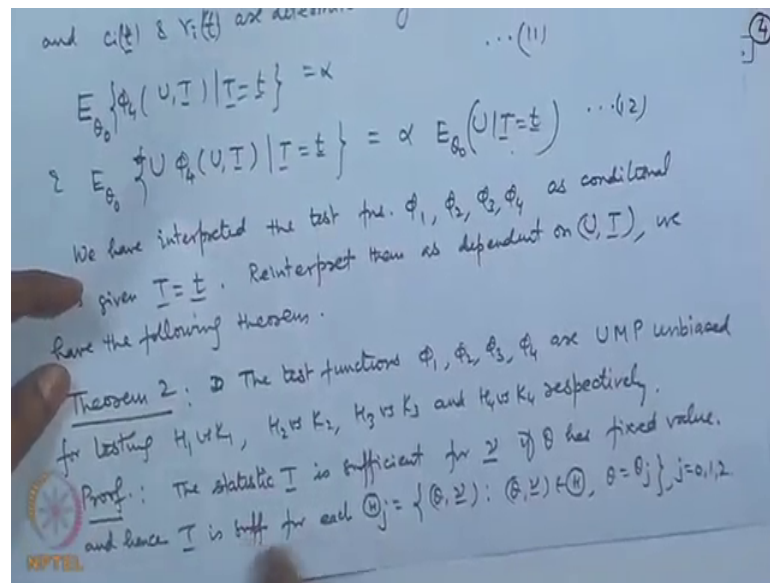 and ci(t) & γi(t) are
...(11)
④
E_θ₀ {ϕ₄(U, T) | T = t} = α
& E_θ₀ {U ϕ₄(U, T) | T = t} = α E_θ₀(U | T = t) ...(12)
We have interpreted the test fns. ϕ₁, ϕ₂, ϕ₃, ϕ₄ as conditional
given T = t. Reinterpret them as dependent on (U, T), we
have the following theorem.
Theorem 2: The test functions ϕ₁, ϕ₂, ϕ₃, ϕ₄ are UMP unbiased
for testing H₁ vs K₁, H₂ vs K₂, H₃ vs K₃ and H₄ vs K₄ respectively.
Proof: The statistic T is sufficient for ν if θ has fixed value.
and hence T is suff for each Ⓗj = {(θ, ν): (θ, ν) ∈ Ⓗ, θ = θj}, j=0,1,2
NPTEL